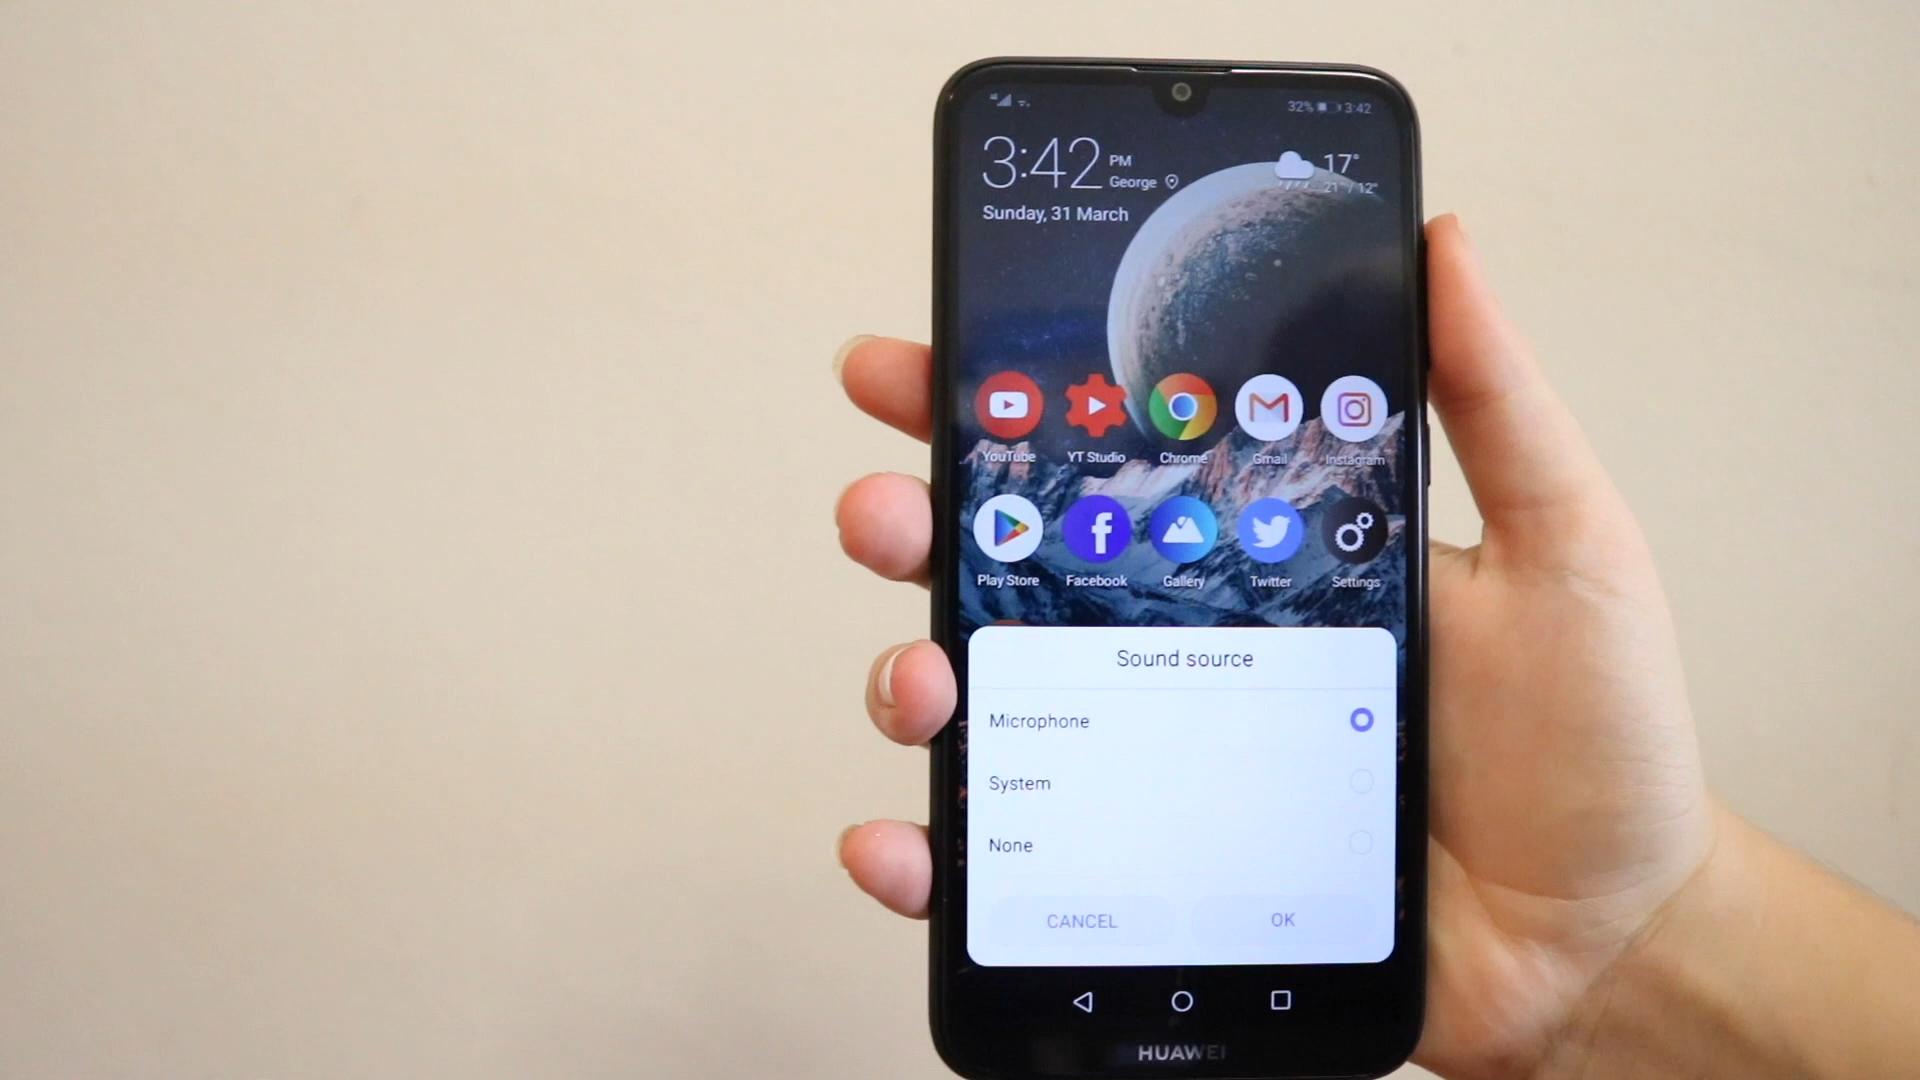 32% 3:42
3:42 PM
George
Sunday, 31 March
17°
21° / 12°
YouTube YT Studio Chrome Gmail Instagram
Play Store Facebook Gallery Twitter Settings
Sound source
Microphone
System
None
CANCEL OK
HUAWEI